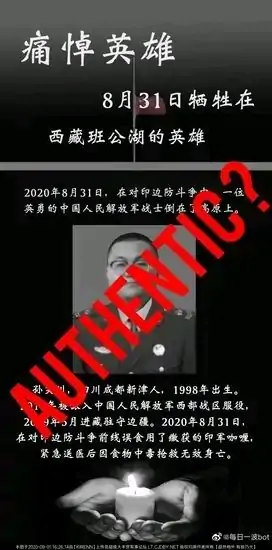 痛悼英雄
8月31日牺牲在
西藏班公湖的英雄
2020年8月31日，在对印边防斗争中，一位
英勇的中国人民解放军战士倒在了高原上。
AUTHENTIC?
川成都新津人，1998年出生。
入中国人民解放军西部战区服役，
月进藏驻守边疆。2020年8月31日，
在对印边防斗争前线误食用了缴获的印军咖喱，
紧急送医后因食物中毒抢救无效身亡。
@每日一波bot